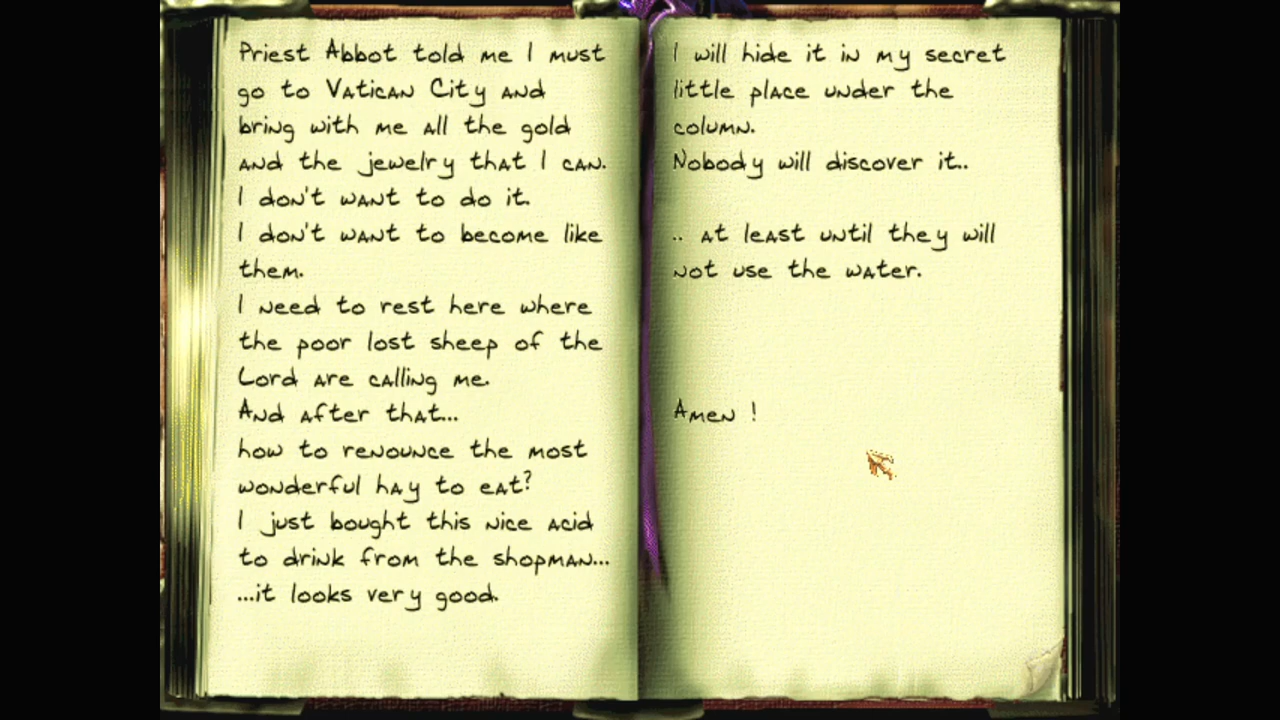 Priest Abbot told me I must
go to Vatican City and
bring with me all the gold
and the jewelry that I can.
I don't want to do it.
I don't want to become like
them.
I need to rest here where
the poor lost sheep of the
Lord are calling me.
And after that...
how to renounce the most
wonderful hay to eat?
I just bought this nice acid
to drink from the shopman...
...it looks very good.
I will hide it in my secret
little place under the
column.
Nobody will discover it..
.. at least until they will
not use the water.
Amen !